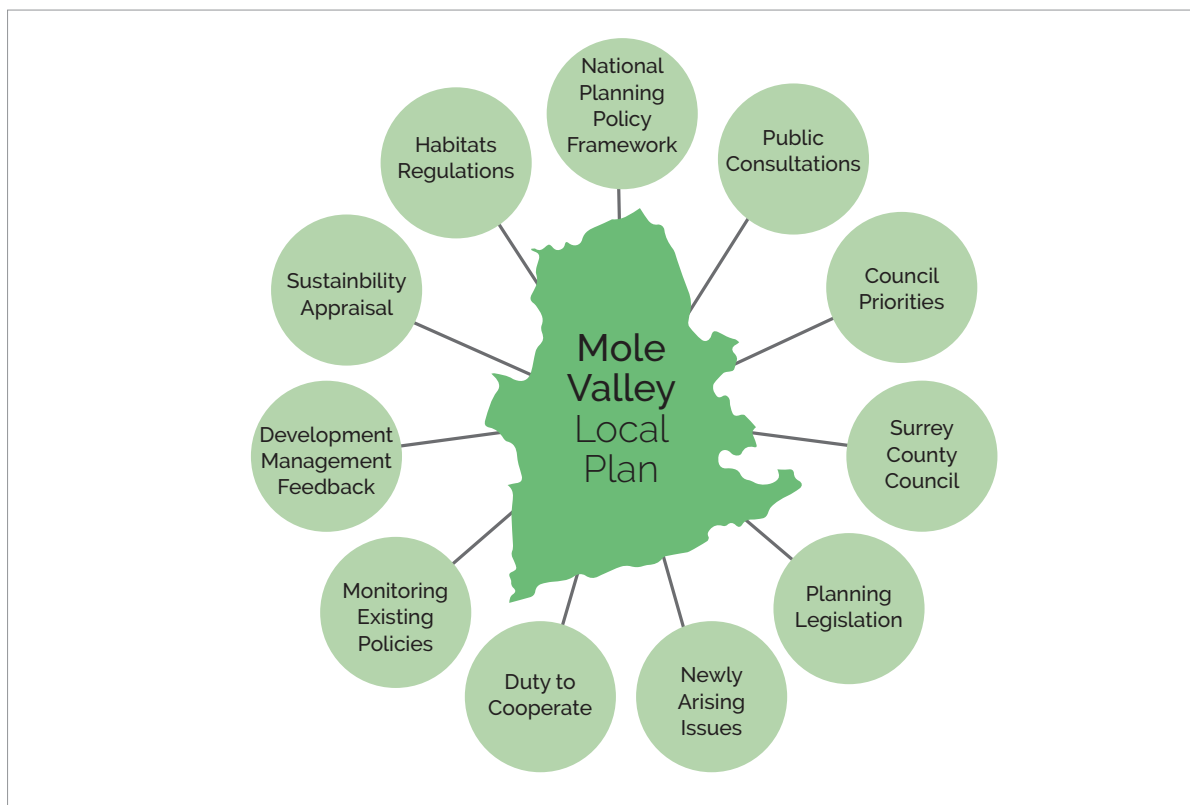 National
Planning
Policy
Framework
Public
Consultations
Council
Priorities
Surrey
County
Council
Planning
Legislation
Newly
Arising
Issues
Duty to
Cooperate
Monitoring
Existing
Policies
Development
Management
Feedback
Sustainbility
Appraisal
Habitats
Regulations
Mole
Valley
Local
Plan